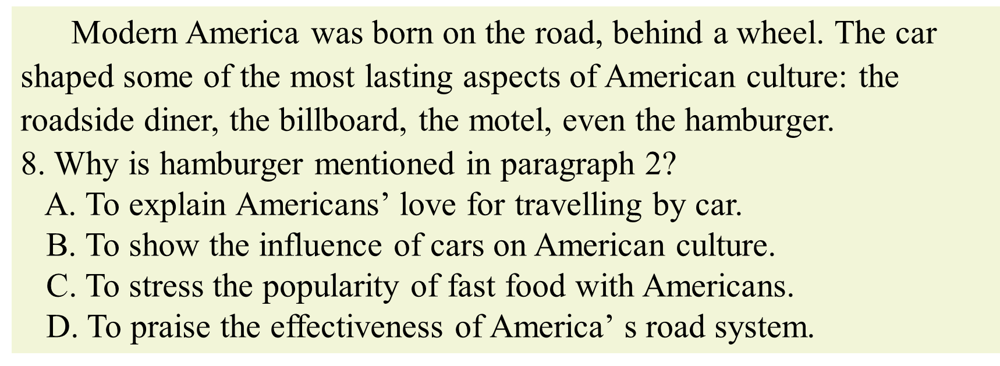 Modern America was born on the road, behind a wheel. The car
shaped some of the most lasting aspects of American culture: the
roadside diner, the billboard, the motel, even the hamburger.
8. Why is hamburger mentioned in paragraph 2?
A. To explain Americans’ love for travelling by car.
B. To show the influence of cars on American culture.
C. To stress the popularity of fast food with Americans.
D. To praise the effectiveness of America’ s road system.